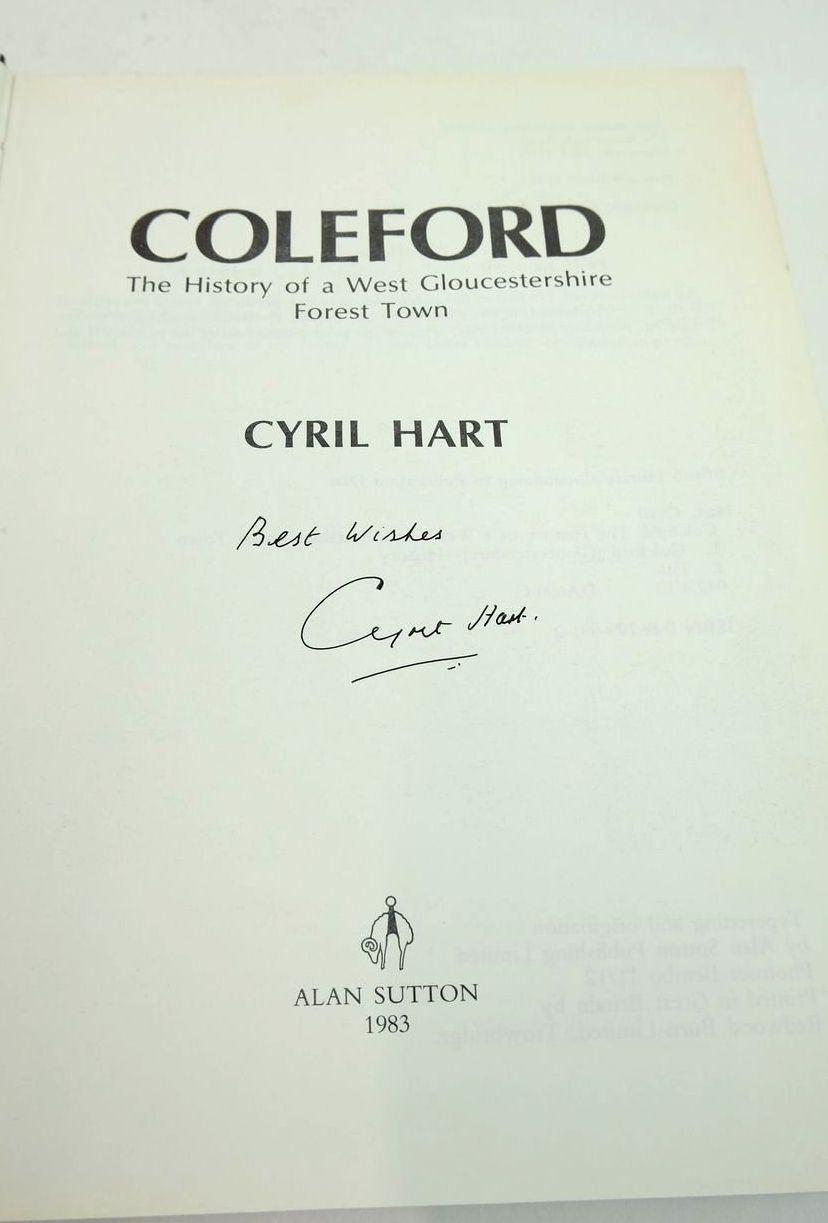 COLEFORD
The History of a West Gloucestershire
Forest Town
CYRIL HART
Best Wishes
Cyril Hart.
ALAN SUTTON
1983